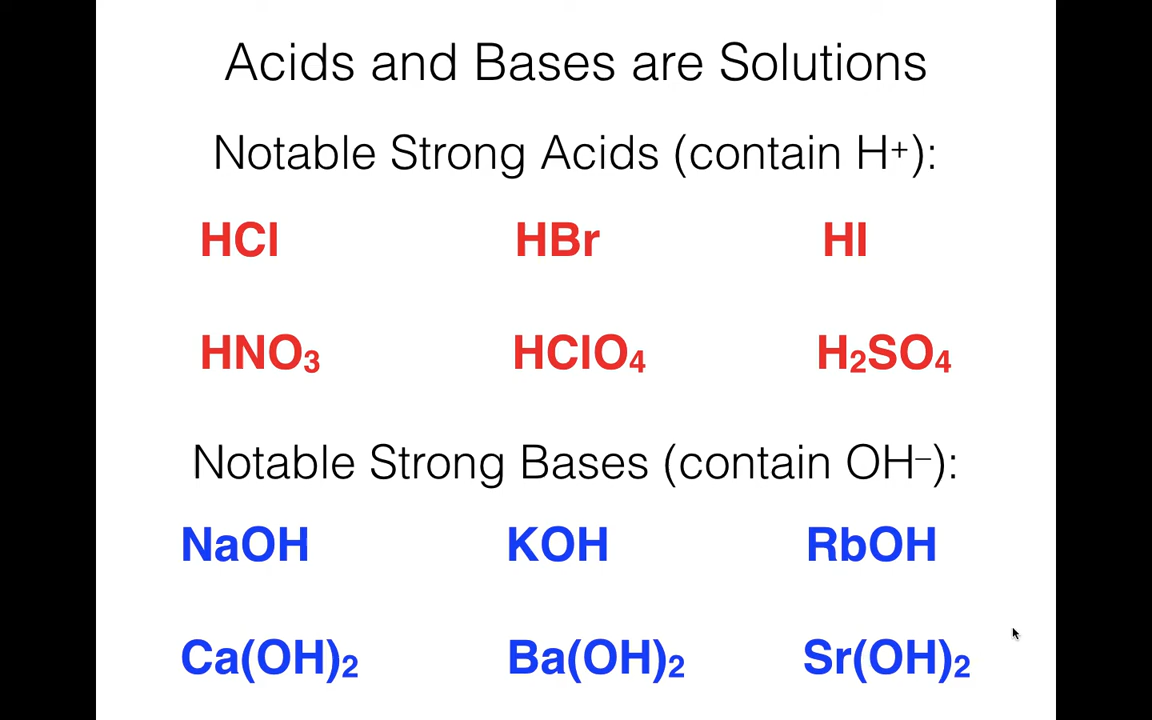 Acids and Bases are Solutions
Notable Strong Acids (contain H⁺):
HCl HBr HI
HNO₃ HClO₄ H₂SO₄
Notable Strong Bases (contain OH⁻):
NaOH KOH RbOH
Ca(OH)₂ Ba(OH)₂ Sr(OH)₂